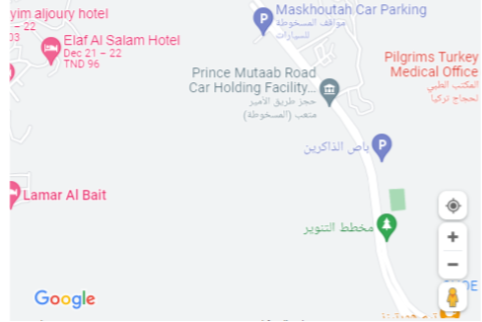 yim aljoury hotel
– 22
03
Maskhoutah Car Parking
مواقف المسخوطة
للسيارات
Elaf Al Salam Hotel
Dec 21 – 22
TND 96
Pilgrims Turkey
Medical Office
المكتب الطبي
لحجاج تركيا
Prince Mutaab Road
Car Holding Facility...
حجز طريق الامير
متعب (المسخوطة)
باص الذاكرين
Lamar Al Bait
مخطط التنوير
Google